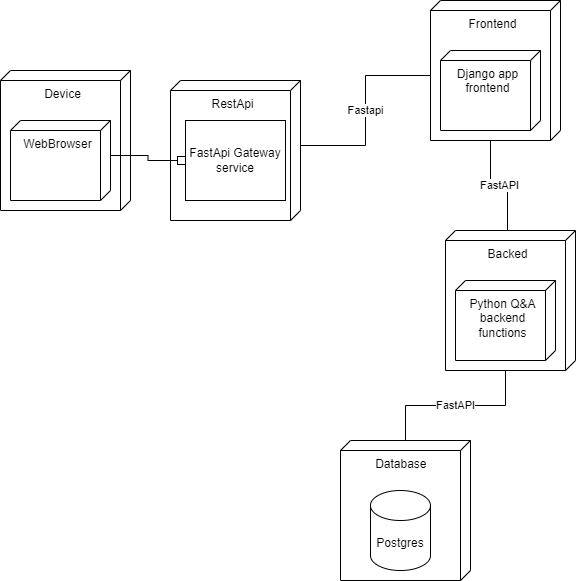 Frontend
Django app
frontend
Device
WebBrowser
RestApi
FastApi Gateway
service
Fastapi
FastAPI
Backed
Python Q&A
backend
functions
FastAPI
Database
Postgres